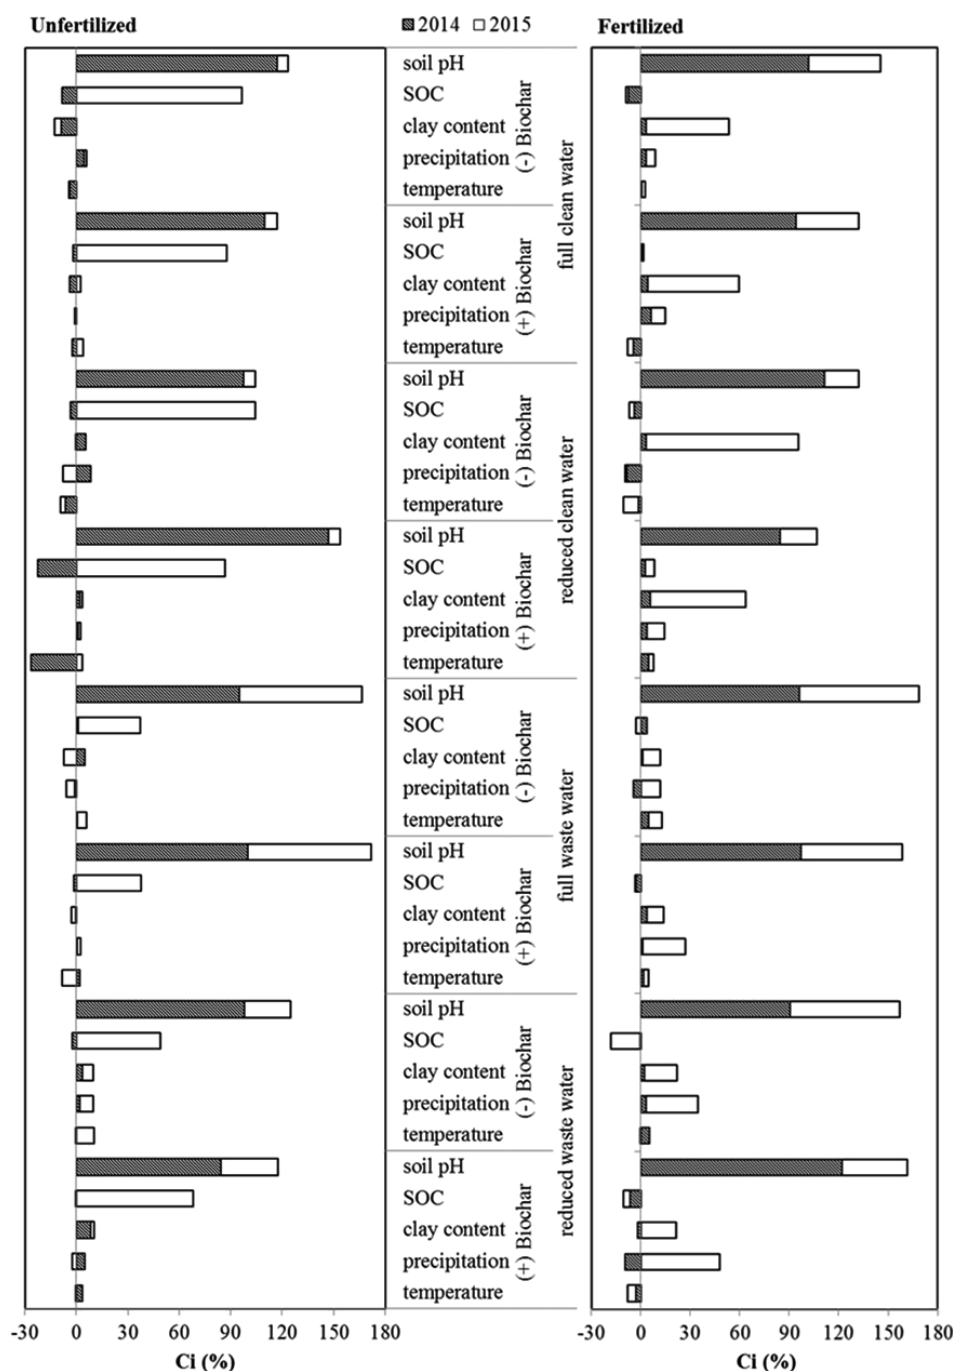 Unfertilized
2014 2015
Fertilized
soil pH
SOC
clay content
precipitation
temperature
(-) Biochar
soil pH
SOC
clay content
precipitation
temperature
(+) Biochar
full clean water
soil pH
SOC
clay content
precipitation
temperature
(-) Biochar
soil pH
SOC
clay content
precipitation
temperature
(+) Biochar
reduced clean water
soil pH
SOC
clay content
precipitation
temperature
(-) Biochar
soil pH
SOC
clay content
precipitation
temperature
(+) Biochar
full waste water
soil pH
SOC
clay content
precipitation
temperature
(-) Biochar
soil pH
SOC
clay content
precipitation
temperature
(+) Biochar
reduced waste water
-30 0 30 60 90 120 150 180
Ci (%)
-30 0 30 60 90 120 150 180
Ci (%)